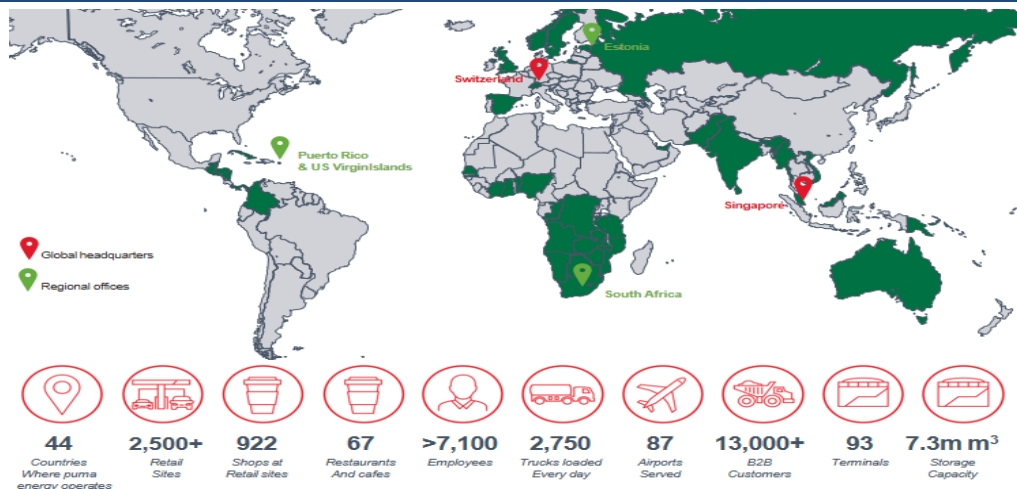 Estonia
Switzerland
Puerto Rico
& US VirginIslands
Singapore
Global headquarters
Regional offices
South Africa
44
Countries
Where puma
energy operates
2,500+
Retail
Sites
922
Shops at
Retail sites
67
Restaurants
And cafes
>7,100
Employees
2,750
Trucks loaded
Every day
87
Airports
Served
13,000+
B2B
Customers
93
Terminals
7.3m m³
Storage
Capacity